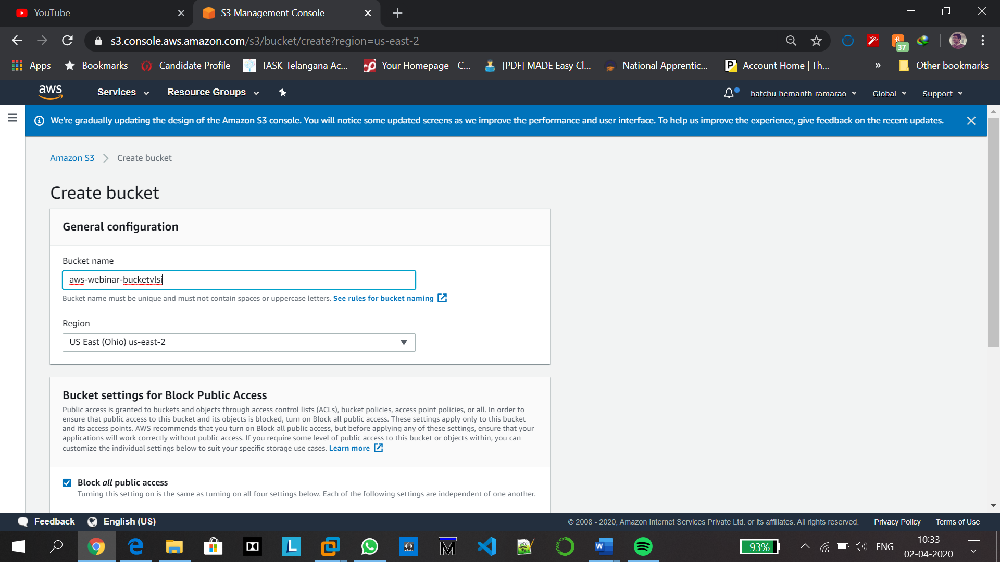 YouTube
S3 Management Console
s3.console.aws.amazon.com/s3/bucket/create?region=us-east-2
37
Apps
Bookmarks
Candidate Profile
TASK-Telangana Ac...
Your Homepage - C...
[PDF] MADE Easy Cl...
National Apprentic...
Account Home | Th...
»
Other bookmarks
aws
Services
Resource Groups
batchu hemanth ramarao
Global
Support
We're gradually updating the design of the Amazon S3 console. You will notice some updated screens as we improve the performance and user interface. To help us improve the experience, give feedback on the recent updates.
Amazon S3
Create bucket
Create bucket
General configuration
Bucket name
aws-webinar-bucketvlsi
Bucket name must be unique and must not contain spaces or uppercase letters. See rules for bucket naming
Region
US East (Ohio) us-east-2
Bucket settings for Block Public Access
Public access is granted to buckets and objects through access control lists (ACLs), bucket policies, access point policies, or all. In order to
ensure that public access to this bucket and its objects is blocked, turn on Block all public access. These settings apply only to this bucket
and its access points. AWS recommends that you turn on Block all public access, but before applying any of these settings, ensure that your
applications will work correctly without public access. If you require some level of public access to this bucket or objects within, you can
customize the individual settings below to suit your specific storage use cases. Learn more
Block all public access
Turning this setting on is the same as turning on all four settings below. Each of the following settings are independent of one another.
Feedback
English (US)
© 2008 - 2020, Amazon Internet Services Private Ltd. or its affiliates. All rights reserved.
Privacy Policy
Terms of Use
L
M
W
93%
ENG
10:33
02-04-2020